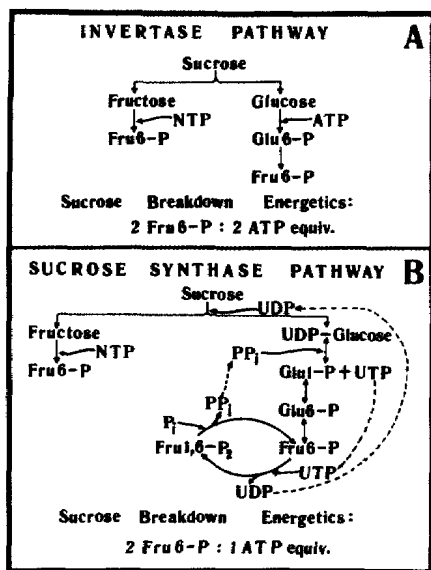 INVERTASE PATHWAY A
Sucrose
Fructose Glucose
NTP ATP
Fru6-P Glu6-P
Fru6-P
Sucrose Breakdown Energetics:
2 Fru6-P : 2 ATP equiv.
SUCROSE SYNTHASE PATHWAY B
Sucrose
UDP
Fructose UDP-Glucose
NTP PPi
Fru6-P Glu1-P + UTP
PPi Glu6-P
Pi
Fru1,6-P2 Fru6-P
UTP
UDP
Sucrose Breakdown Energetics:
2 Fru6-P : 1 ATP equiv.